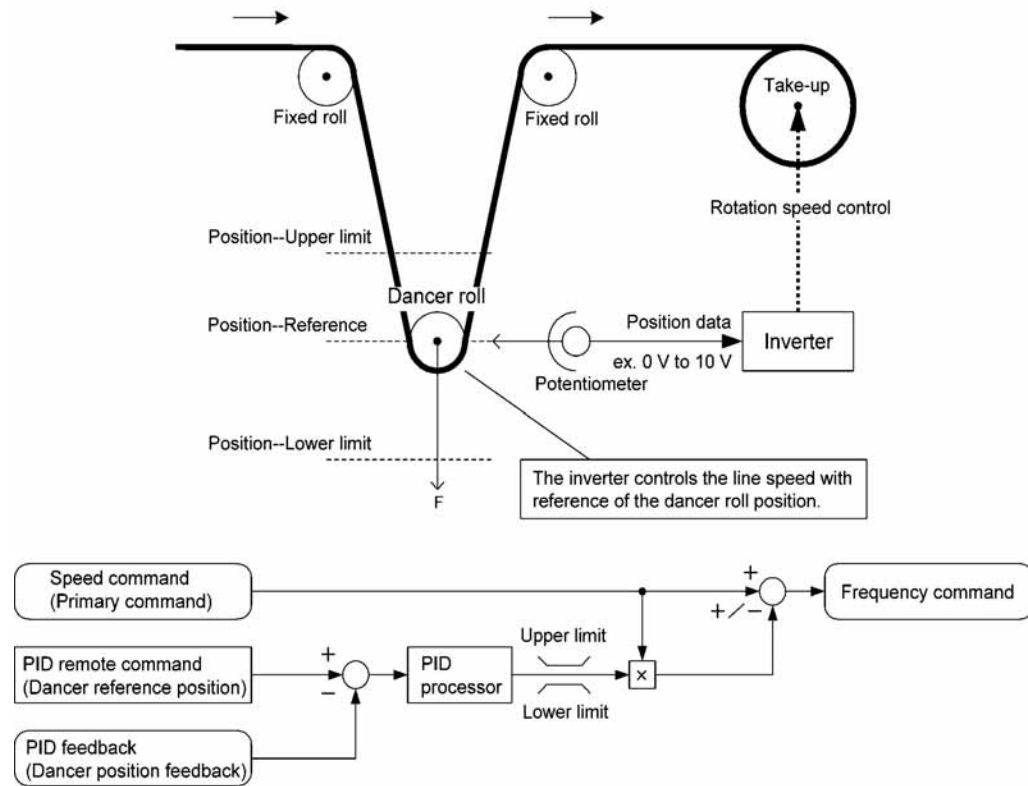 Fixed roll
Fixed roll
Take-up
Rotation speed control
Position--Upper limit
Dancer roll
Position--Reference
Position data
ex. 0 V to 10 V
Potentiometer
Inverter
Position--Lower limit
F
The inverter controls the line speed with
reference of the dancer roll position.
Speed command
(Primary command)
+
+/−
Frequency command
PID remote command
(Dancer reference position)
+
−
PID
processor
Upper limit
Lower limit
×
PID feedback
(Dancer position feedback)